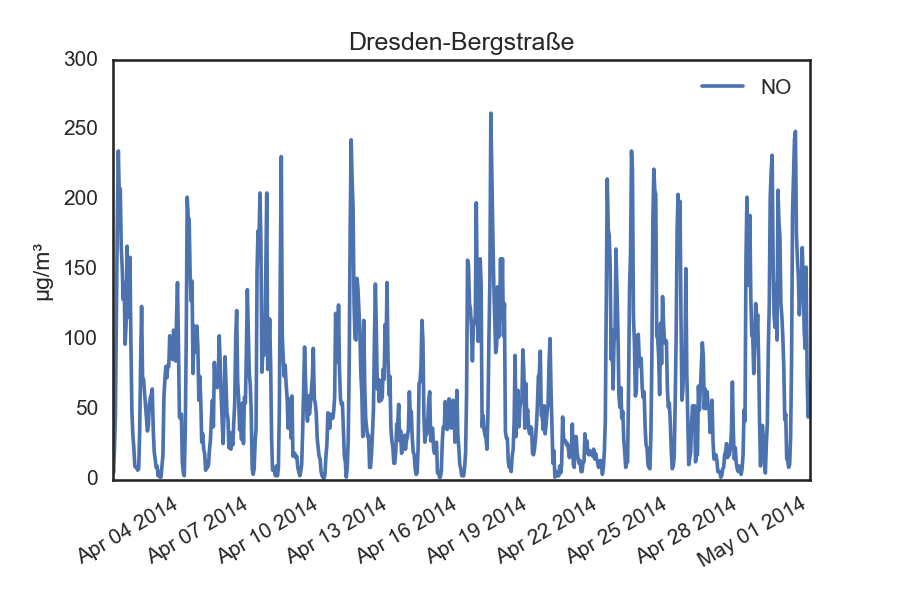 Dresden-Bergstraße
300
250
200
150
100
50
0
µg/m³
NO
Apr 04 2014
Apr 07 2014
Apr 10 2014
Apr 13 2014
Apr 16 2014
Apr 19 2014
Apr 22 2014
Apr 25 2014
Apr 28 2014
May 01 2014